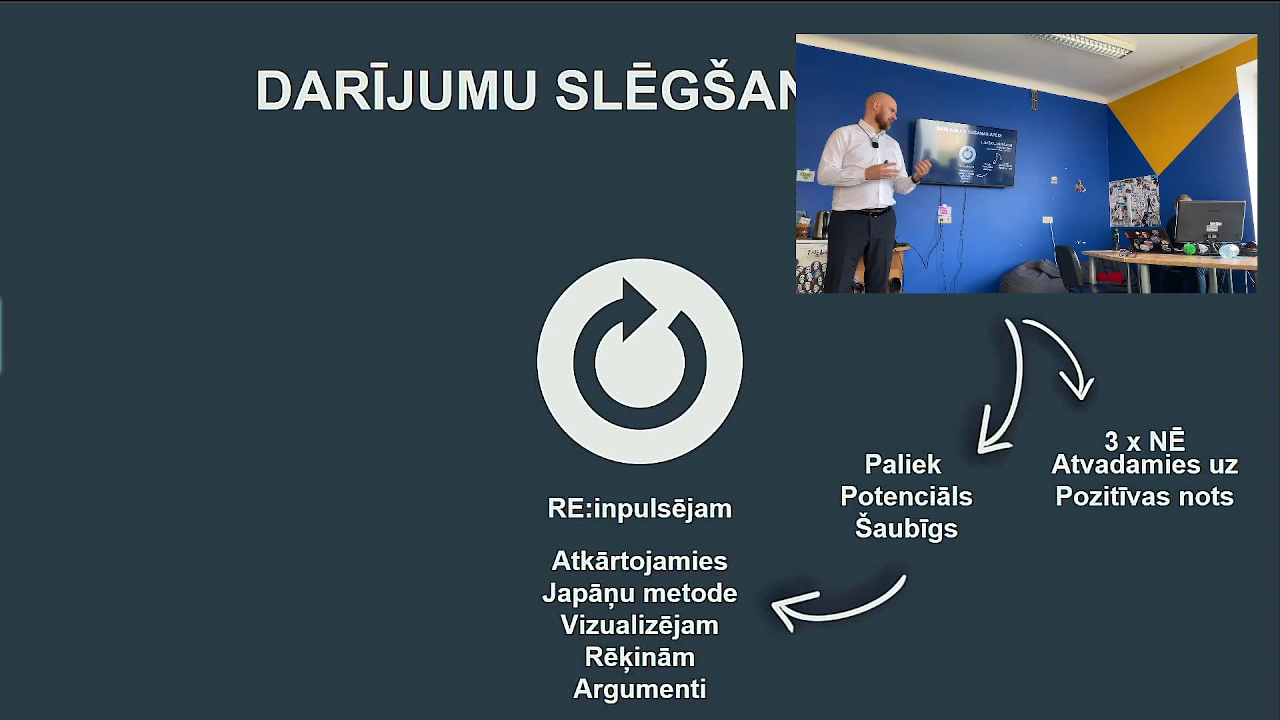 DARĪJUMU SLĒGŠAN
3 x NĒ
Atvadamies uz
Pozitīvas nots
Paliek
Potenciāls
Šaubīgs
RE:inpulsējam
Atkārtojamies
Japāņu metode
Vizualizējam
Rēķinām
Argumenti